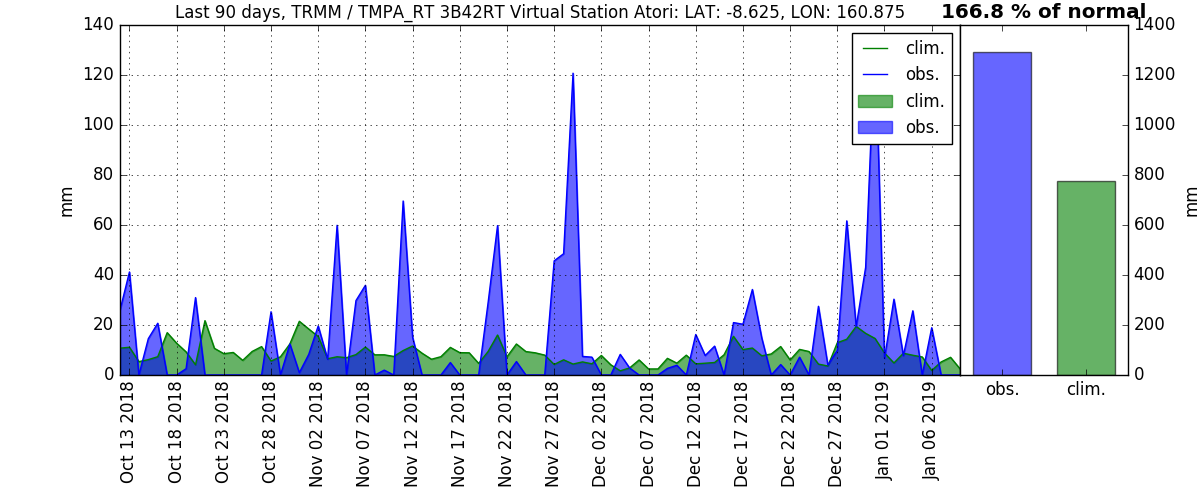 Last 90 days, TRMM / TMPA_RT 3B42RT Virtual Station Atori: LAT: -8.625, LON: 160.875
166.8 % of normal
140
120
100
80
60
40
20
0
mm
clim.
obs.
clim.
obs.
1400
1200
1000
800
600
400
200
0
mm
Oct 13 2018
Oct 18 2018
Oct 23 2018
Oct 28 2018
Nov 02 2018
Nov 07 2018
Nov 12 2018
Nov 17 2018
Nov 22 2018
Nov 27 2018
Dec 02 2018
Dec 07 2018
Dec 12 2018
Dec 17 2018
Dec 22 2018
Dec 27 2018
Jan 01 2019
Jan 06 2019
obs.
clim.